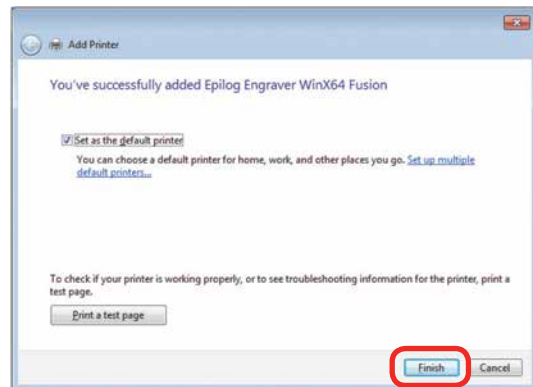 Add Printer
You've successfully added Epilog Engraver WinX64 Fusion
Set as the default printer
You can choose a default printer for home, work, and other places you go. Set up multiple
default printers...
To check if your printer is working properly, or to see troubleshooting information for the printer, print a
test page.
Print a test page
Finish
Cancel